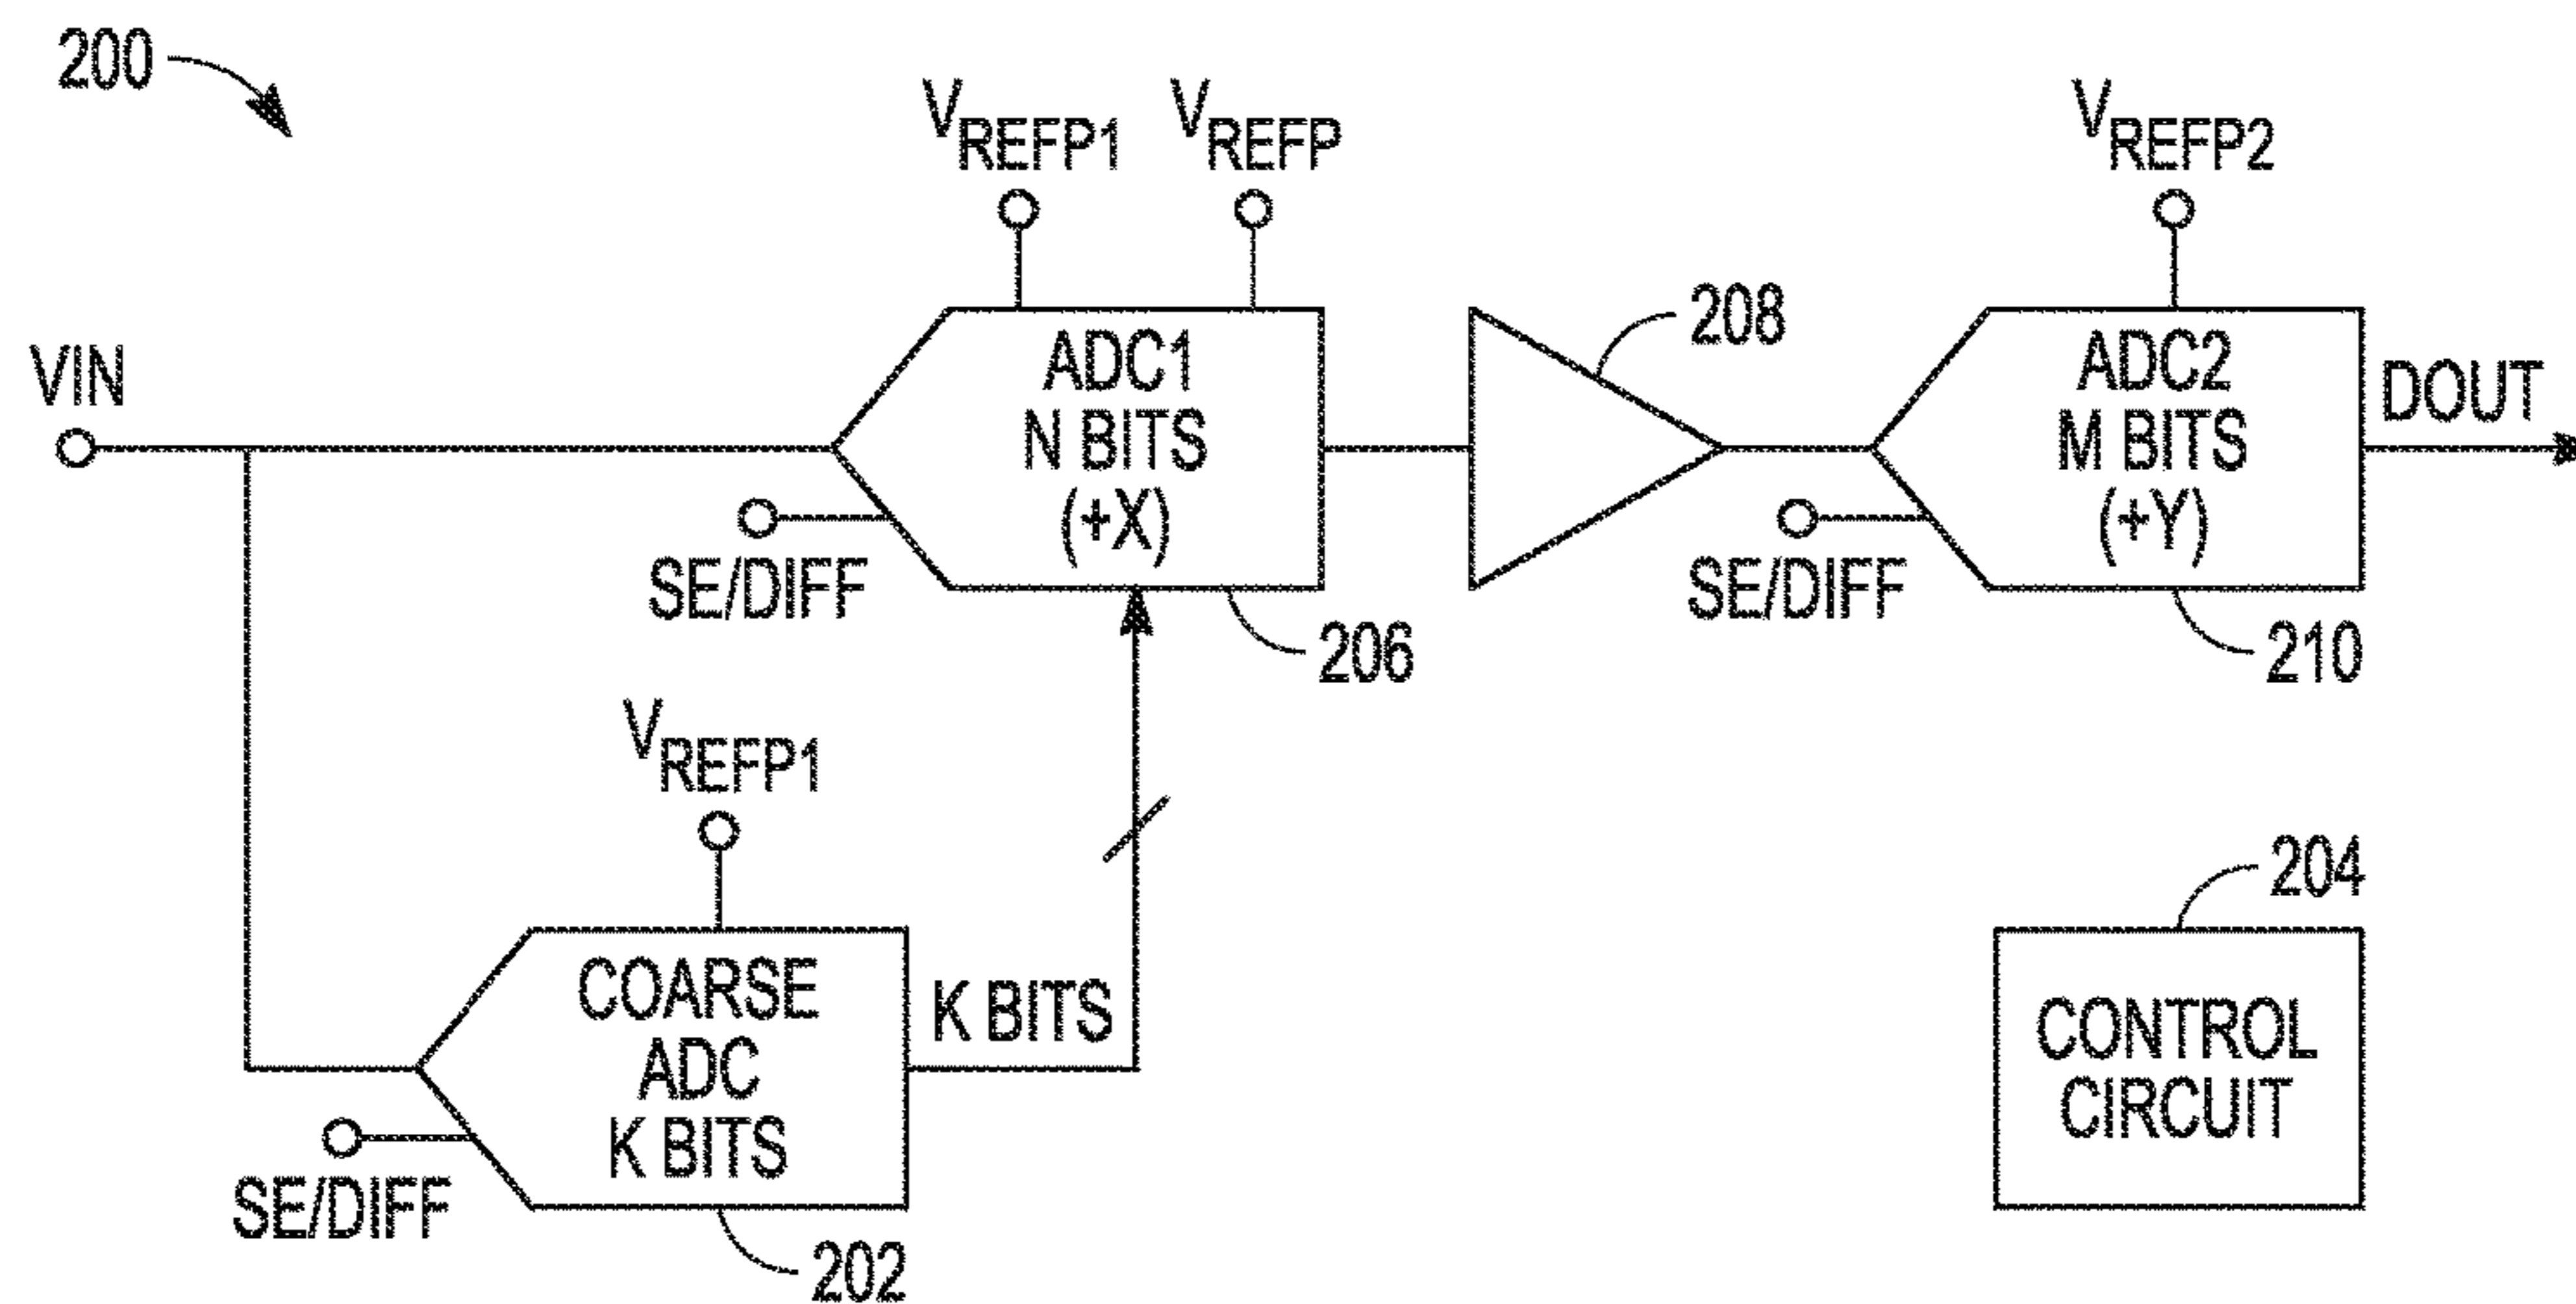 200
VREFP1
VREFP
VREFP2
VIN
ADC1
N BITS
(+X)
208
ADC2
M BITS
(+Y)
DOUT
SE/DIFF
206
SE/DIFF
210
VREFP1
204
COARSE
ADC
K BITS
K BITS
CONTROL
CIRCUIT
SE/DIFF
202